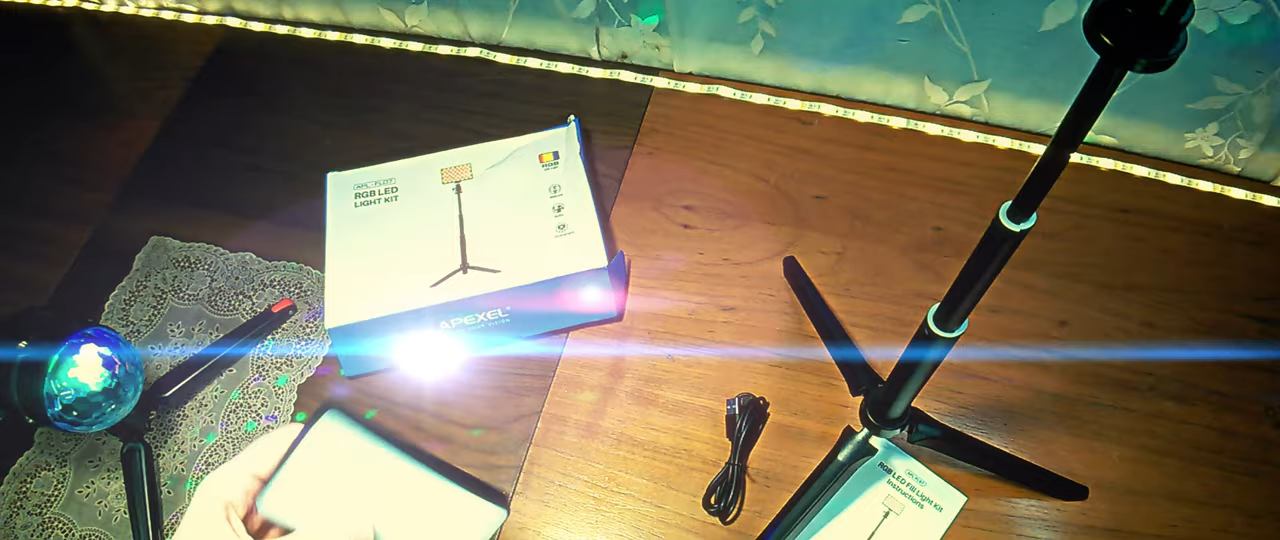 APL-FL07
RGB LED
LIGHT KIT
RGB
APEXEL
APL-FL07
RGB LED Fill Light Kit
Instructions